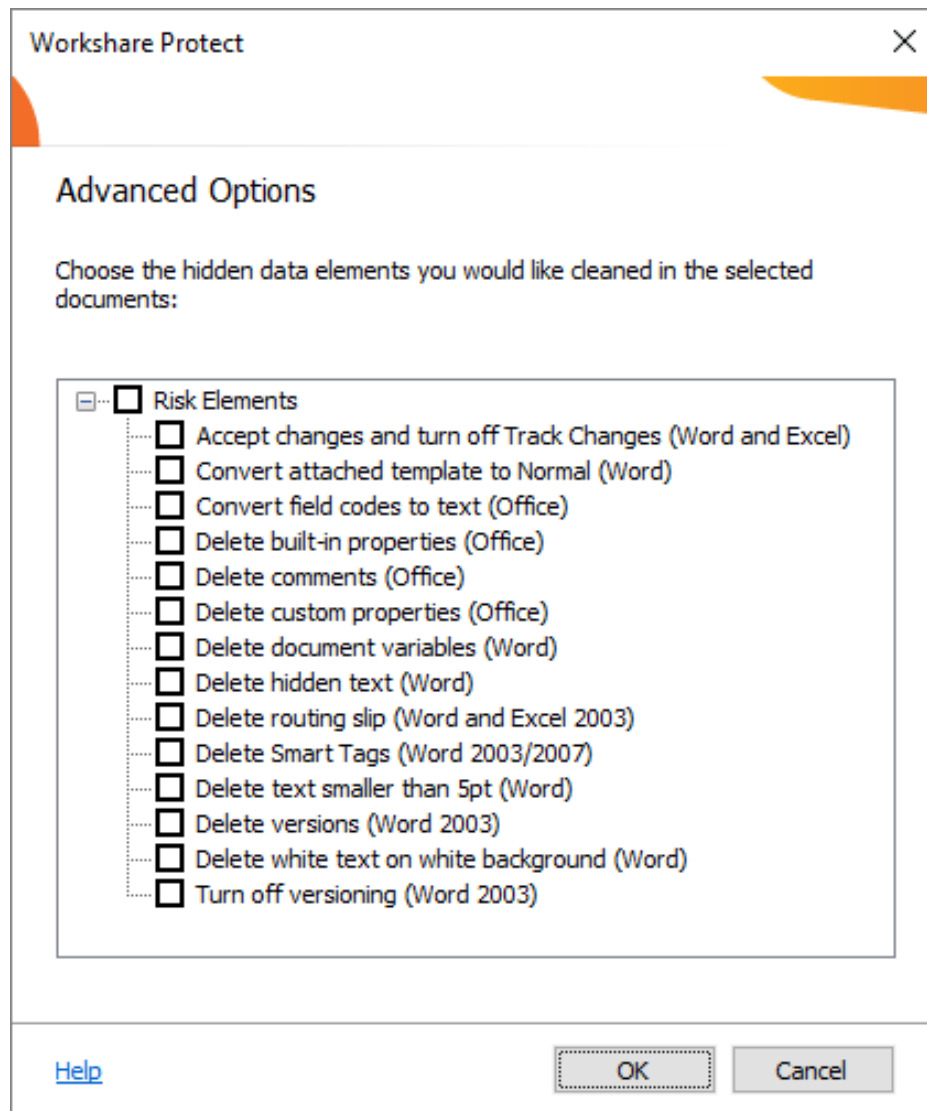 Workshare Protect
Advanced Options
Choose the hidden data elements you would like cleaned in the selected
documents:
Risk Elements
Accept changes and turn off Track Changes (Word and Excel)
Convert attached template to Normal (Word)
Convert field codes to text (Office)
Delete built-in properties (Office)
Delete comments (Office)
Delete custom properties (Office)
Delete document variables (Word)
Delete hidden text (Word)
Delete routing slip (Word and Excel 2003)
Delete Smart Tags (Word 2003/2007)
Delete text smaller than 5pt (Word)
Delete versions (Word 2003)
Delete white text on white background (Word)
Turn off versioning (Word 2003)
Help
OK
Cancel